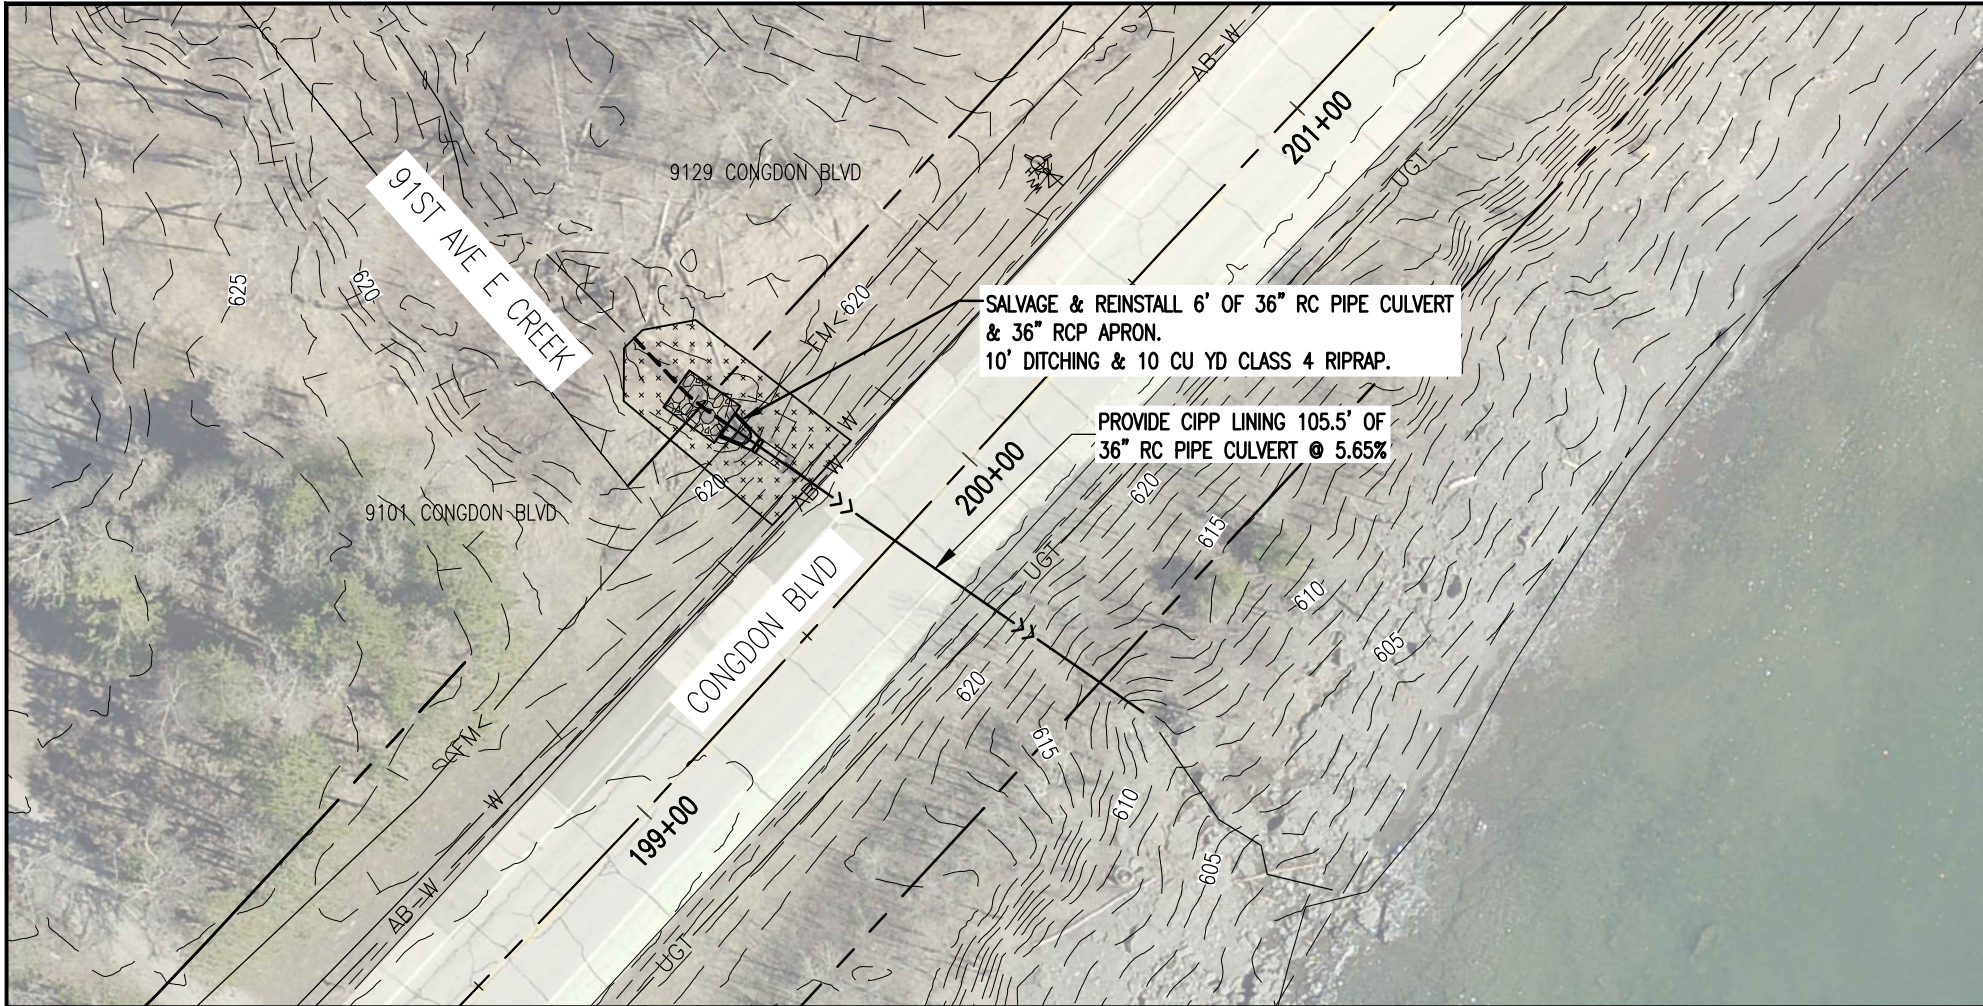 AB-W
201+00
9129 CONGDON BLVD
UGT
91ST AVE E CREEK
625
620
FM<
620
SALVAGE & REINSTALL 6' OF 36" RC PIPE CULVERT
& 36" RCP APRON.
10' DITCHING & 10 CU YD CLASS 4 RIPRAP.
PROVIDE CIPP LINING 105.5' OF
36" RC PIPE CULVERT @ 5.65%
W
W
AB
620
200+00
620
9101 CONGDON BLVD
615
UGT
610
CONGDON BLVD
605
620
615
FM<
W
610
199+00
605
AB-W
UGT